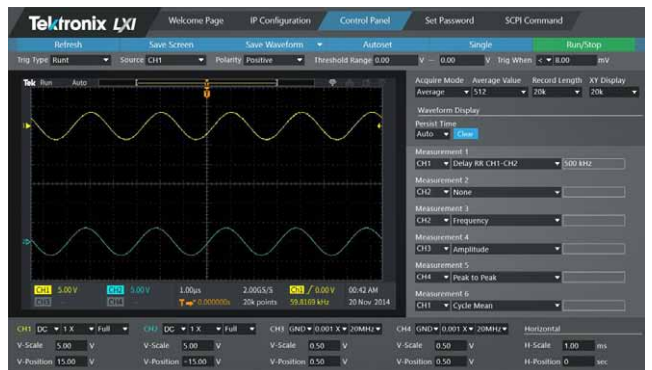 Tektronix LXI Welcome Page IP Configuration Control Panel Set Password SCPI Command
Refresh Save Screen Save Waveform Autoset Single Run/Stop
Trig Type Runt Source CH1 Polarity Positive Threshold Range 0.00 V ~ 0.00 V Trig When < 8.00 mV
Tek Run Auto
Acquire Mode Average Value Record Length XY Display
Average 512 20k 20k
Waveform Display
Persist Time
Auto Clear
Measurement 1
CH1 Delay RR CH1-CH2 500 kHz
Measurement 2
CH2 None
Measurement 3
CH2 Frequency
Measurement 4
CH3 Amplitude
Measurement 5
CH4 Peak to Peak
Measurement 6
CH1 Cycle Mean
CH1 5.00 V CH2 5.00 V 1.00µs 2.00GS/S 0.00 V 00:42 AM
CH3 CH4 0.000000s 20k points 59.8169 kHz 20 Nov 2014
CH1 DC 1 X Full CH2 DC 1 X Full CH3 GND 0.001 X 20MHz CH4 GND 0.001 X 20MHz Horizontal
V-Scale 5.00 V V-Scale 5.00 V V-Scale 0.50 V V-Scale 0.50 V H-Scale 1.00 ms
V-Position 15.00 V V-Position -15.00 V V-Position 0.50 V V-Position 0.50 V H-Position 0 sec